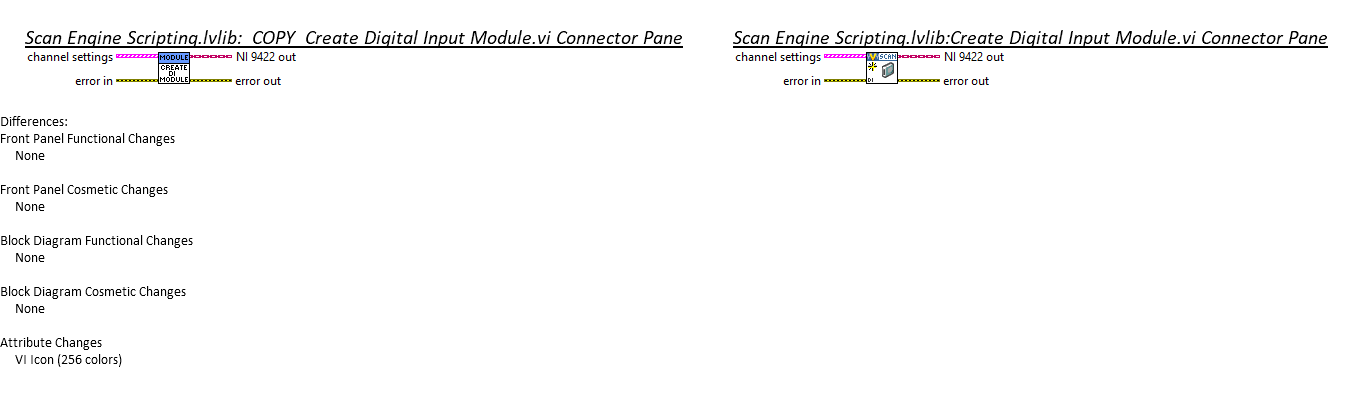 Scan Engine Scripting.lvlib:_COPY_Create Digital Input Module.vi Connector Pane
channel settings MODULE NI 9422 out
CREATE
DI
error in MODULE error out
Scan Engine Scripting.lvlib:Create Digital Input Module.vi Connector Pane
channel settings SCAN NI 9422 out
error in DI error out
Differences:
Front Panel Functional Changes
None
Front Panel Cosmetic Changes
None
Block Diagram Functional Changes
None
Block Diagram Cosmetic Changes
None
Attribute Changes
VI Icon (256 colors)